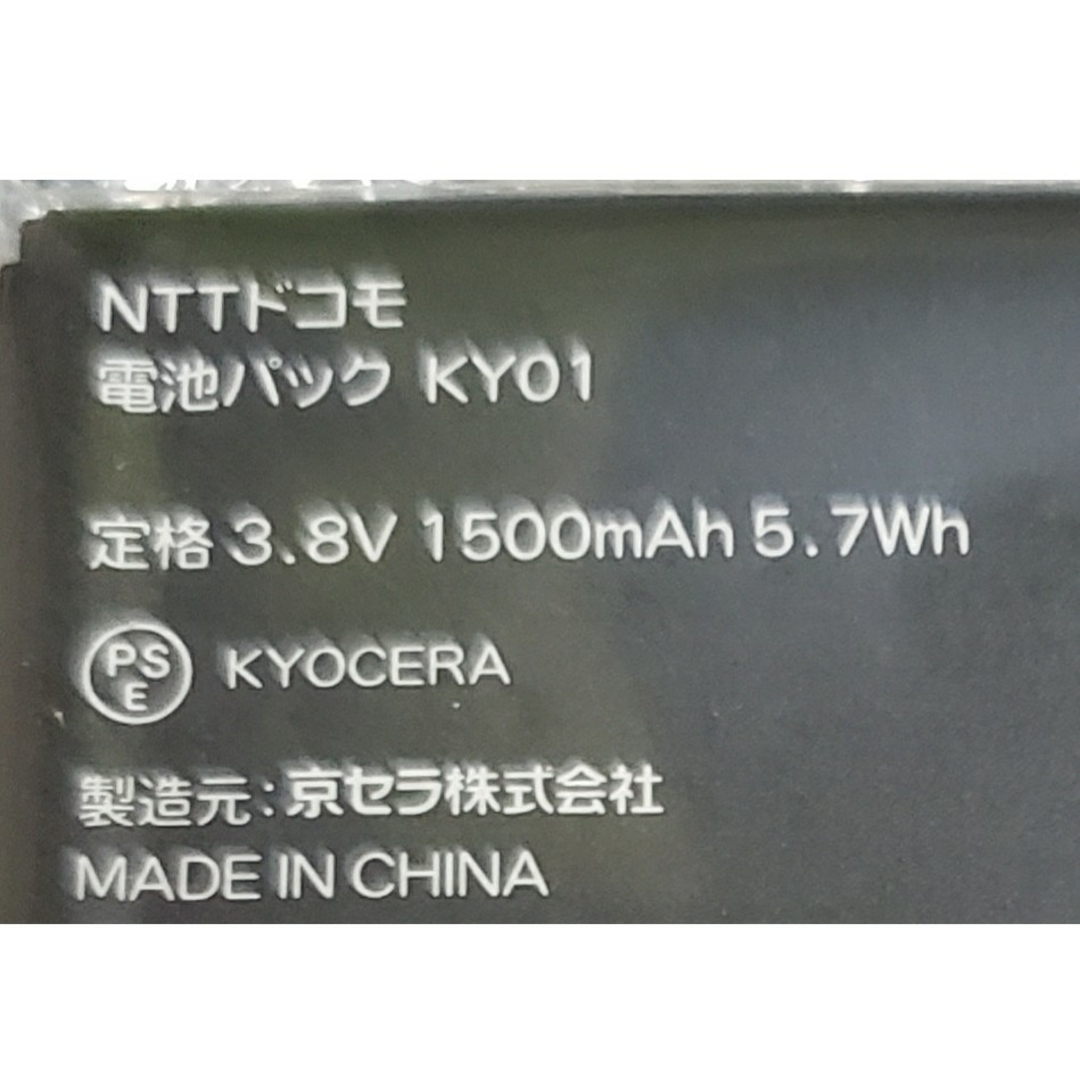 NTTドコモ
電池パック KY01
定格 3.8V 1500mAh 5.7Wh
PSE KYOCERA
製造元:京セラ株式会社
MADE IN CHINA